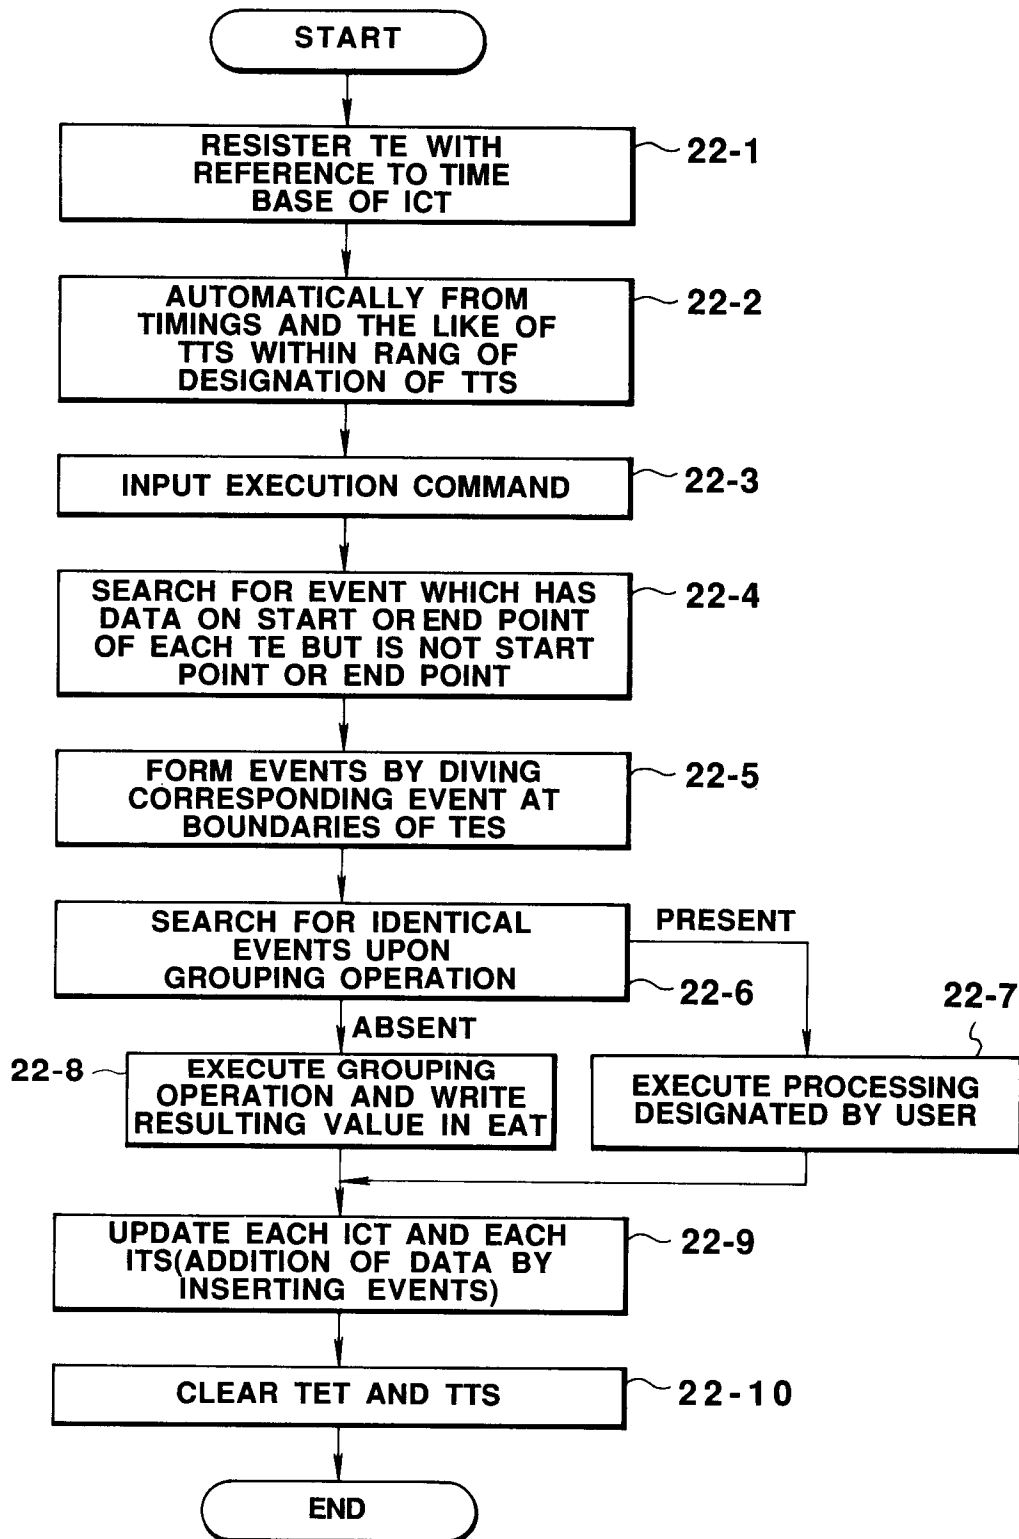 START
RESISTER TE WITH
REFERENCE TO TIME
BASE OF ICT
22-1
AUTOMATICALLY FROM
TIMINGS AND THE LIKE OF
TTS WITHIN RANG OF
DESIGNATION OF TTS
22-2
INPUT EXECUTION COMMAND
22-3
SEARCH FOR EVENT WHICH HAS
DATA ON START OR END POINT
OF EACH TE BUT IS NOT START
POINT OR END POINT
22-4
FORM EVENTS BY DIVING
CORRESPONDING EVENT AT
BOUNDARIES OF TES
22-5
SEARCH FOR IDENTICAL
EVENTS UPON
GROUPING OPERATION
PRESENT
22-6
22-7
ABSENT
22-8
EXECUTE GROUPING
OPERATION AND WRITE
RESULTING VALUE IN EAT
EXECUTE PROCESSING
DESIGNATED BY USER
UPDATE EACH ICT AND EACH
ITS(ADDITION OF DATA BY
INSERTING EVENTS)
22-9
CLEAR TET AND TTS
22-10
END